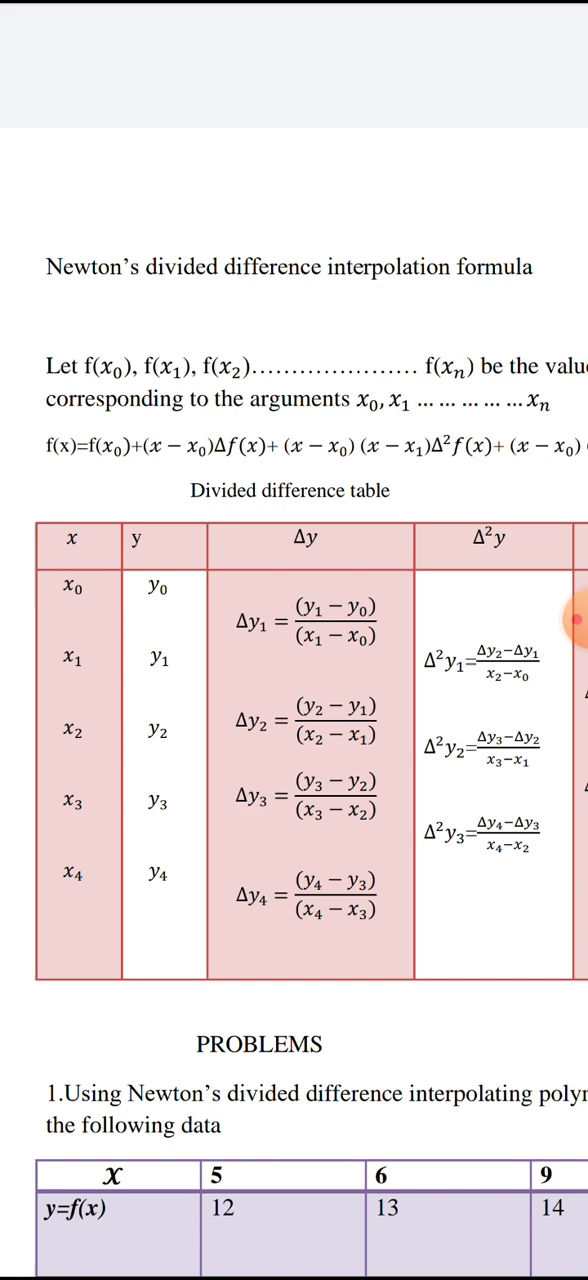 Newton's divided difference interpolation formula
Let f(x₀), f(x₁), f(x₂)..................... f(xₙ) be the
corresponding to the arguments x₀, x₁ … … … … … xₙ
f(x)=f(x₀)+(x − x₀)Δf(x)+ (x − x₀) (x − x₁)Δ²f(x)+ (x − x₀)
Divided difference table
x y Δy Δ²y
x₀ y₀
Δy₁ = (y₁ − y₀)/(x₁ − x₀)
x₁ y₁ Δ²y₁=Δy₂−Δy₁/x₂−x₀
x₂ y₂ Δy₂ = (y₂ − y₁)/(x₂ − x₁)
Δ²y₂=Δy₃−Δy₂/x₃−x₁
x₃ y₃ Δy₃ = (y₃ − y₂)/(x₃ − x₂)
Δ²y₃=Δy₄−Δy₃/x₄−x₂
x₄ y₄ Δy₄ = (y₄ − y₃)/(x₄ − x₃)
PROBLEMS
1.Using Newton's divided difference interpolating
the following data
X 5 6 9
y=f(x) 12 13 14